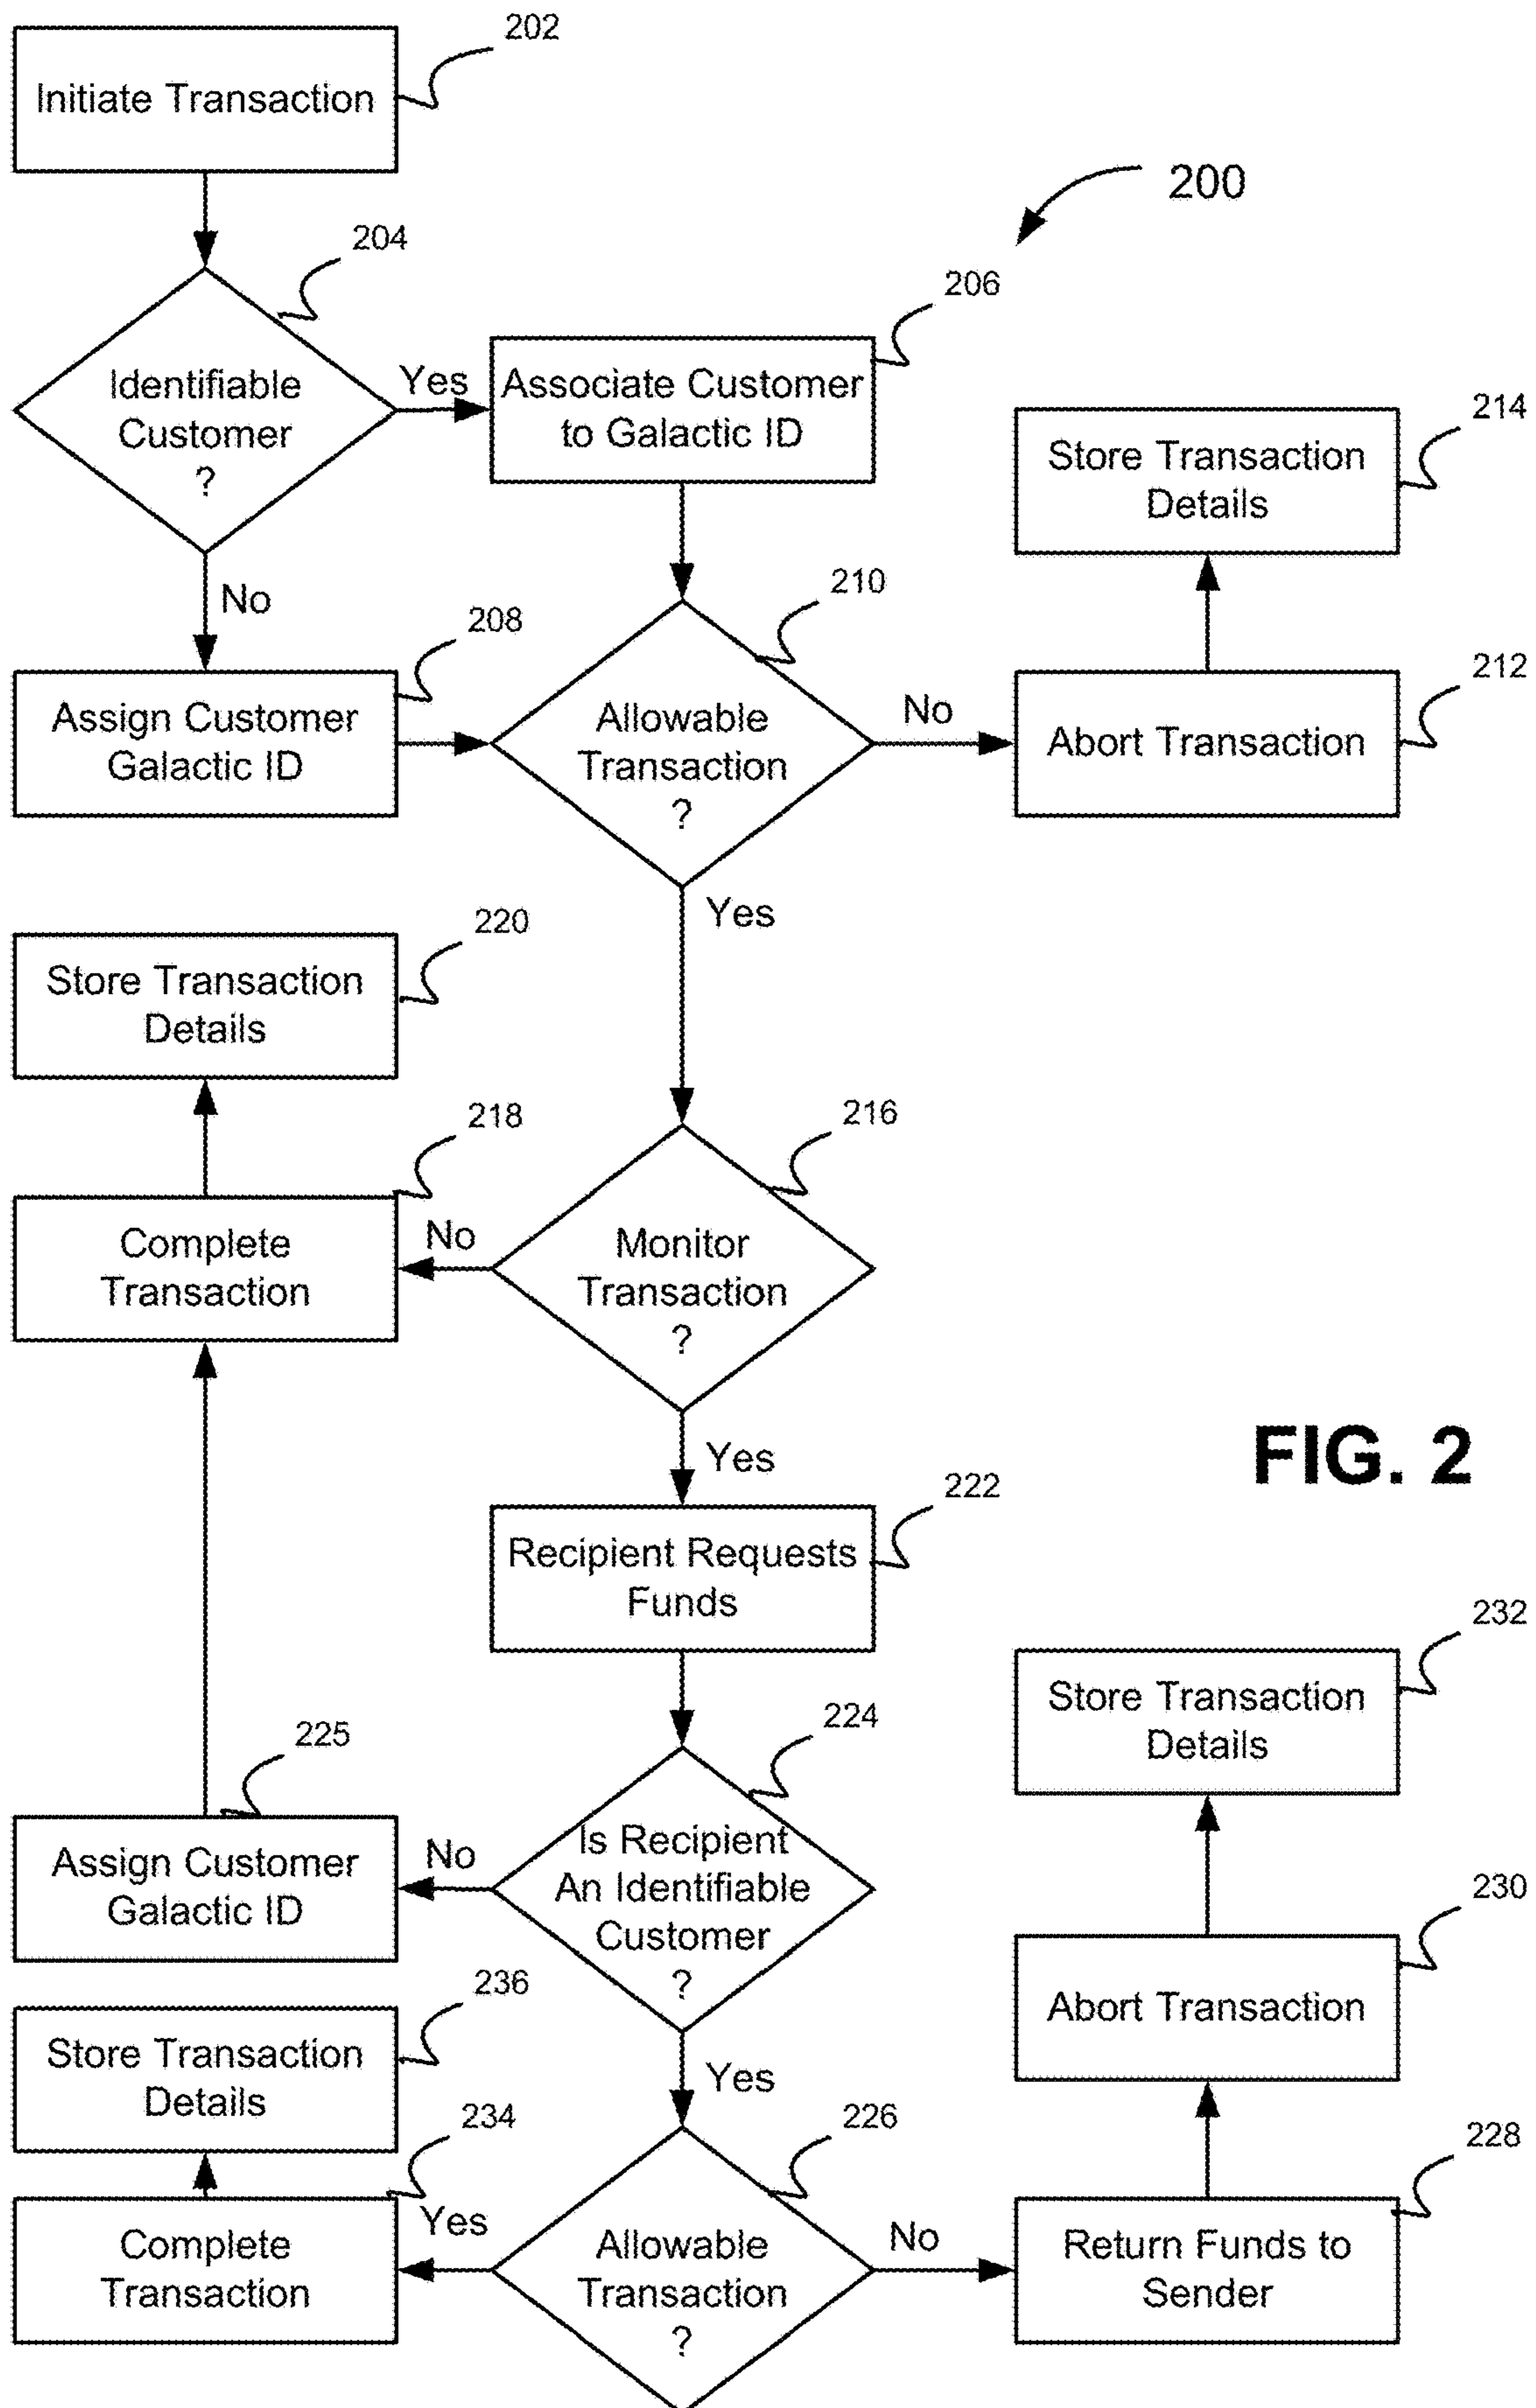 202
Initiate Transaction
200
204
206
Identifiable
Customer
?
Yes
Associate Customer
to Galactic ID
214
Store Transaction
Details
No
208
210
212
Assign Customer
Galactic ID
Allowable
Transaction
?
No
Abort Transaction
Yes
220
Store Transaction
Details
218
216
Complete
Transaction
No
Monitor
Transaction
?
Yes
FIG. 2
222
Recipient Requests
Funds
232
Store Transaction
Details
225
224
Assign Customer
Galactic ID
No
Is Recipient
An Identifiable
Customer
?
230
Abort Transaction
236
Store Transaction
Details
Yes
234
226
228
Complete
Transaction
Yes
Allowable
Transaction
?
No
Return Funds to
Sender